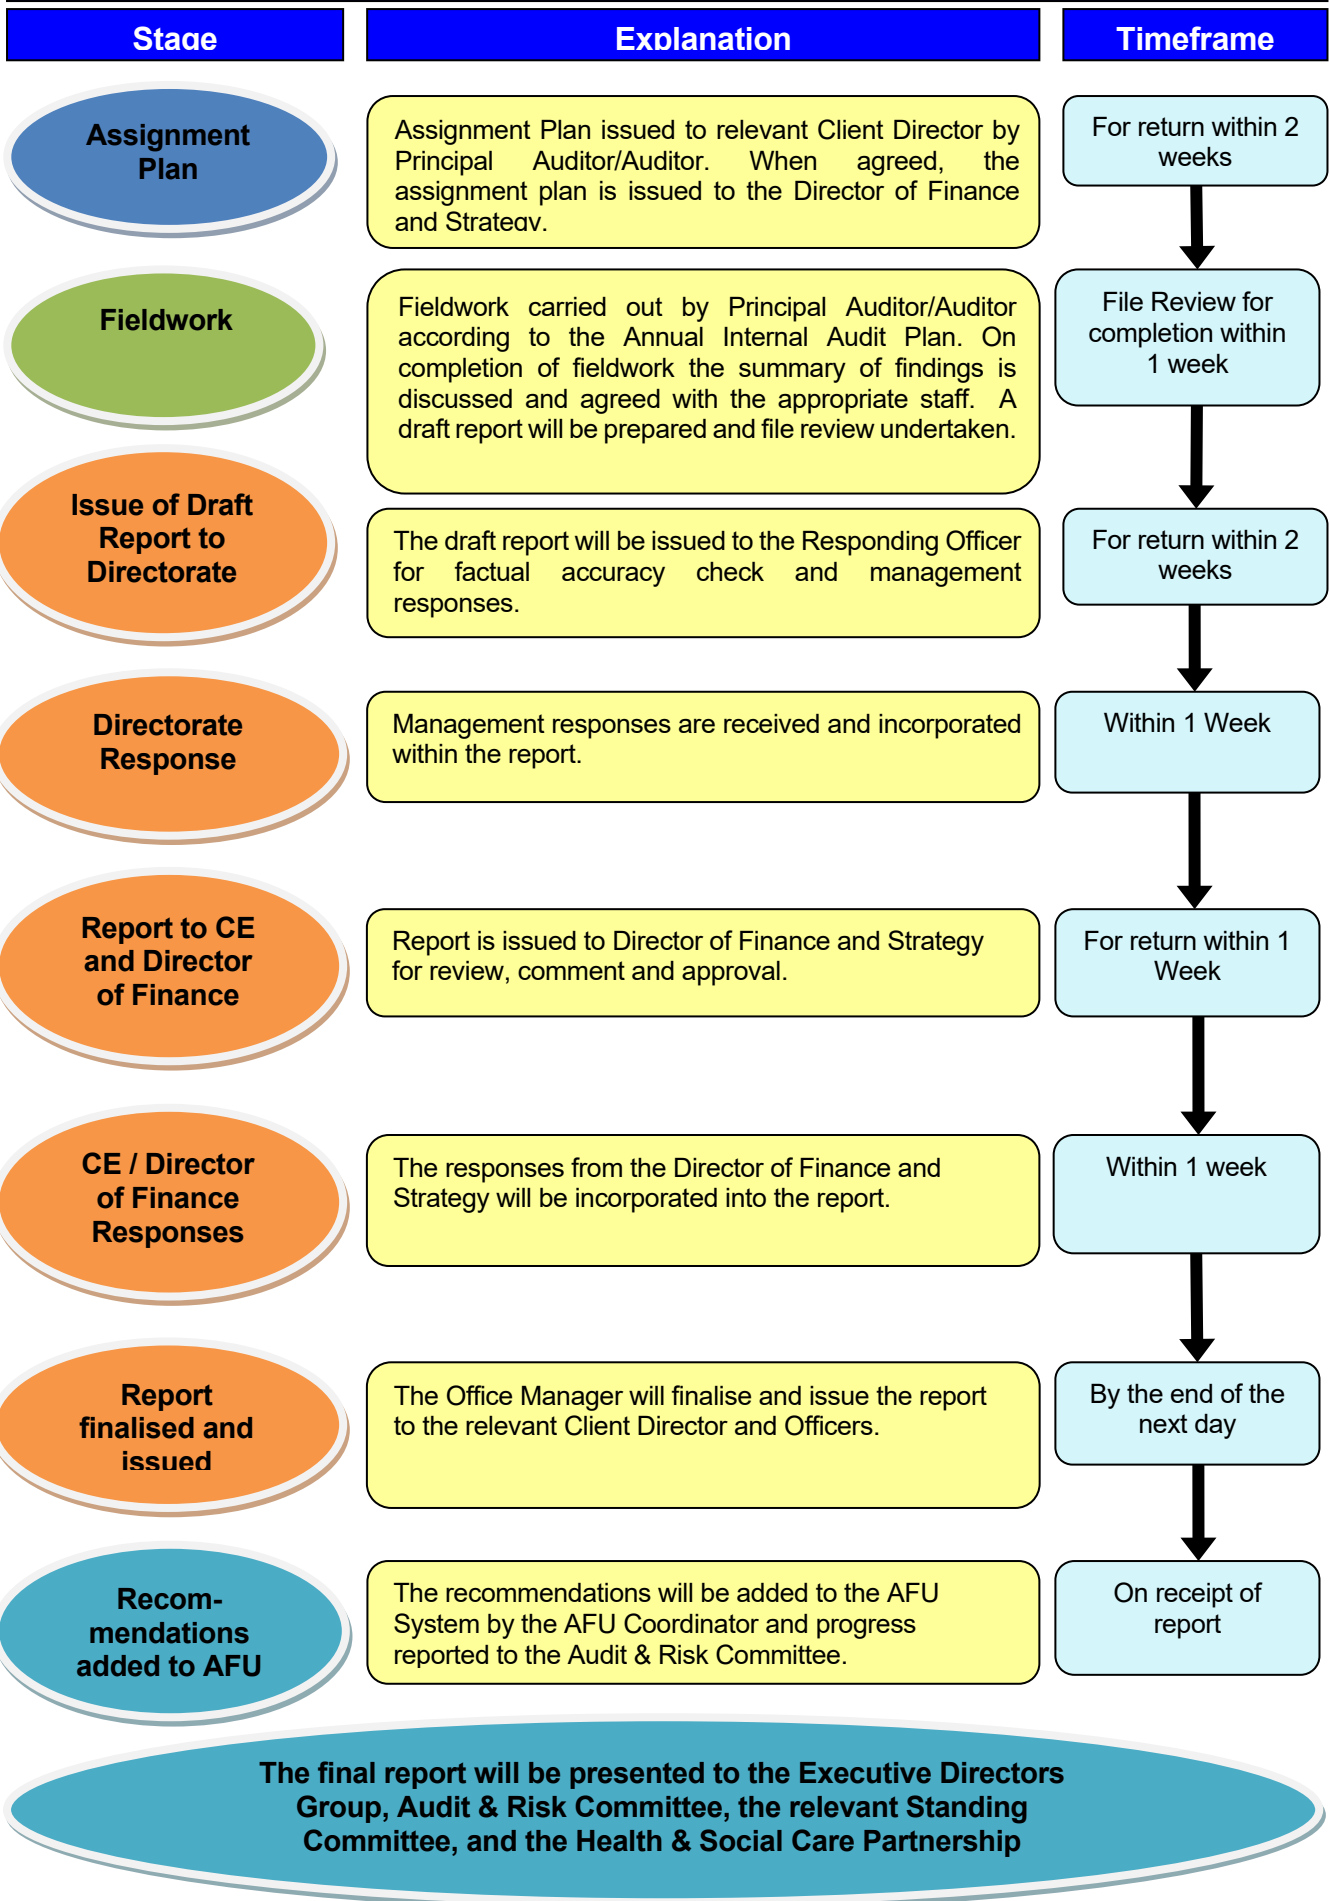 Stage
Explanation
Timeframe
Assignment
Plan
Assignment Plan issued to relevant Client Director by
Principal Auditor/Auditor. When agreed, the
assignment plan is issued to the Director of Finance
and Strategy.
For return within 2
weeks
Fieldwork
Fieldwork carried out by Principal Auditor/Auditor
according to the Annual Internal Audit Plan. On
completion of fieldwork the summary of findings is
discussed and agreed with the appropriate staff. A
draft report will be prepared and file review undertaken.
File Review for
completion within
1 week
Issue of Draft
Report to
Directorate
The draft report will be issued to the Responding Officer
for factual accuracy check and management
responses.
For return within 2
weeks
Directorate
Response
Management responses are received and incorporated
within the report.
Within 1 Week
Report to CE
and Director
of Finance
Report is issued to Director of Finance and Strategy
for review, comment and approval.
For return within 1
Week
CE / Director
of Finance
Responses
The responses from the Director of Finance and
Strategy will be incorporated into the report.
Within 1 week
Report
finalised and
issued
The Office Manager will finalise and issue the report
to the relevant Client Director and Officers.
By the end of the
next day
Recom-
mendations
added to AFU
The recommendations will be added to the AFU
System by the AFU Coordinator and progress
reported to the Audit & Risk Committee.
On receipt of
report
The final report will be presented to the Executive Directors
Group, Audit & Risk Committee, the relevant Standing
Committee, and the Health & Social Care Partnership